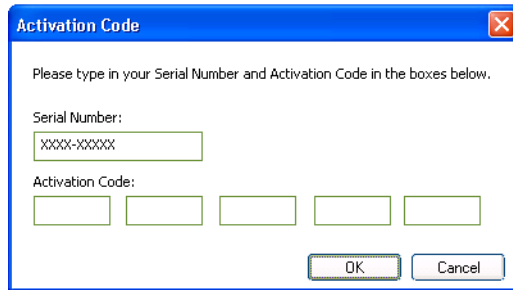 Activation Code
Please type in your Serial Number and Activation Code in the boxes below.
Serial Number:
XXXX-XXXXX
Activation Code:
OK Cancel